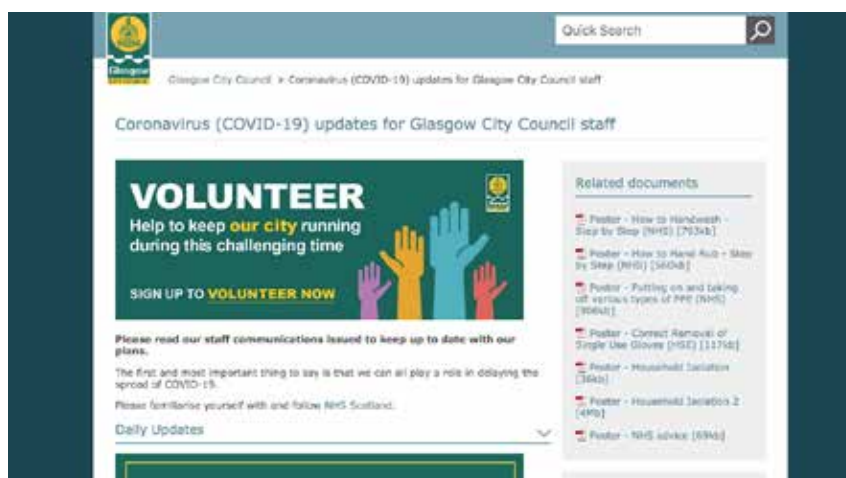 Quick Search
Glasgow
Glasgow City Council > Coronavirus (COVID-19) updates for Glasgow City Council staff
Coronavirus (COVID-19) updates for Glasgow City Council staff
VOLUNTEER
Help to keep our city running
during this challenging time
SIGN UP TO VOLUNTEER NOW
Please read our staff communications issued to keep up to date with our
plans.
The first and most important thing to say is that we can all play a role in delaying the
spread of COVID-19.
Please familiarise yourself with and follow NHS Scotland.
Daily Updates
Related documents
Poster - How to Handwash -
Step by Step (NHS) [793kb]
Poster - How to Hand Rub - Step
by Step (NHS) [560kb]
Poster - Putting on and taking
off various types of PPE (NHS)
Poster - Correct Removal of
Single Use Gloves (HSE) [117kb]
Poster - Household Isolation
[36kb]
Poster - Household Isolation 2
[4Mb]
Poster - NHS advice [69kb]